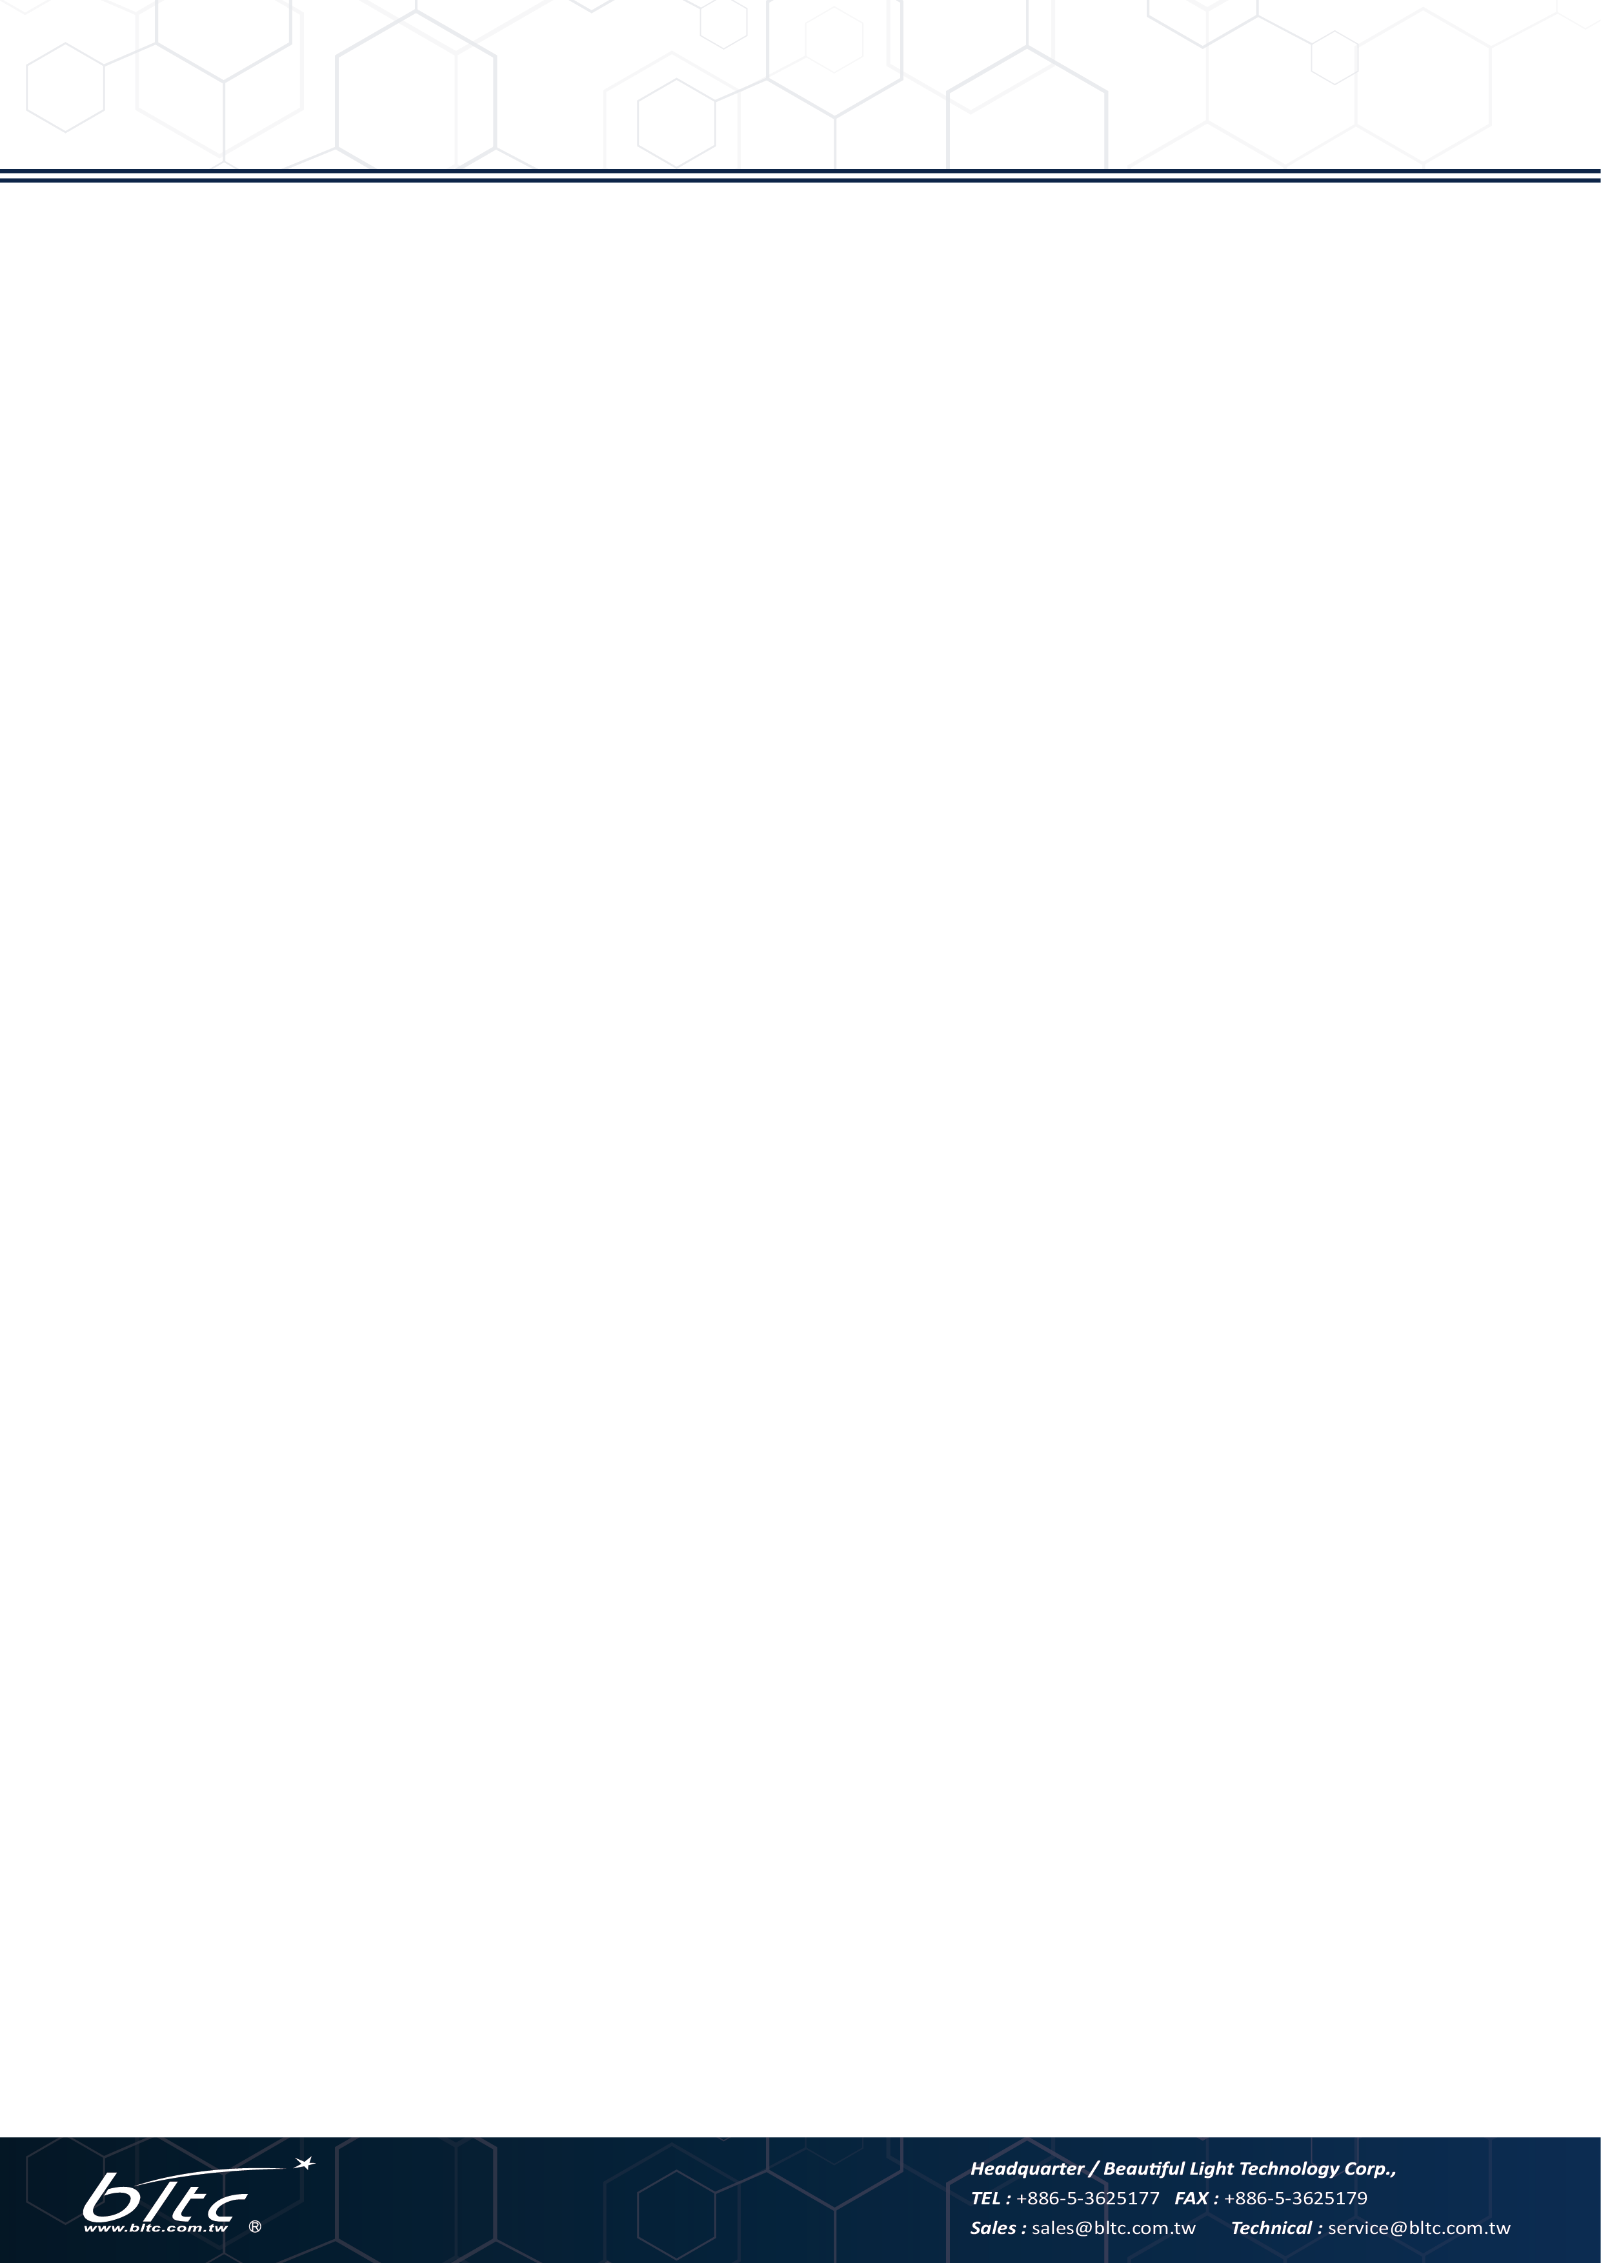 bltc
www.bltc.com.tw ®
Headquarter / Beautiful Light Technology Corp.,
TEL : +886-5-3625177 FAX : +886-5-3625179
Sales : sales@bltc.com.tw Technical : service@bltc.com.tw